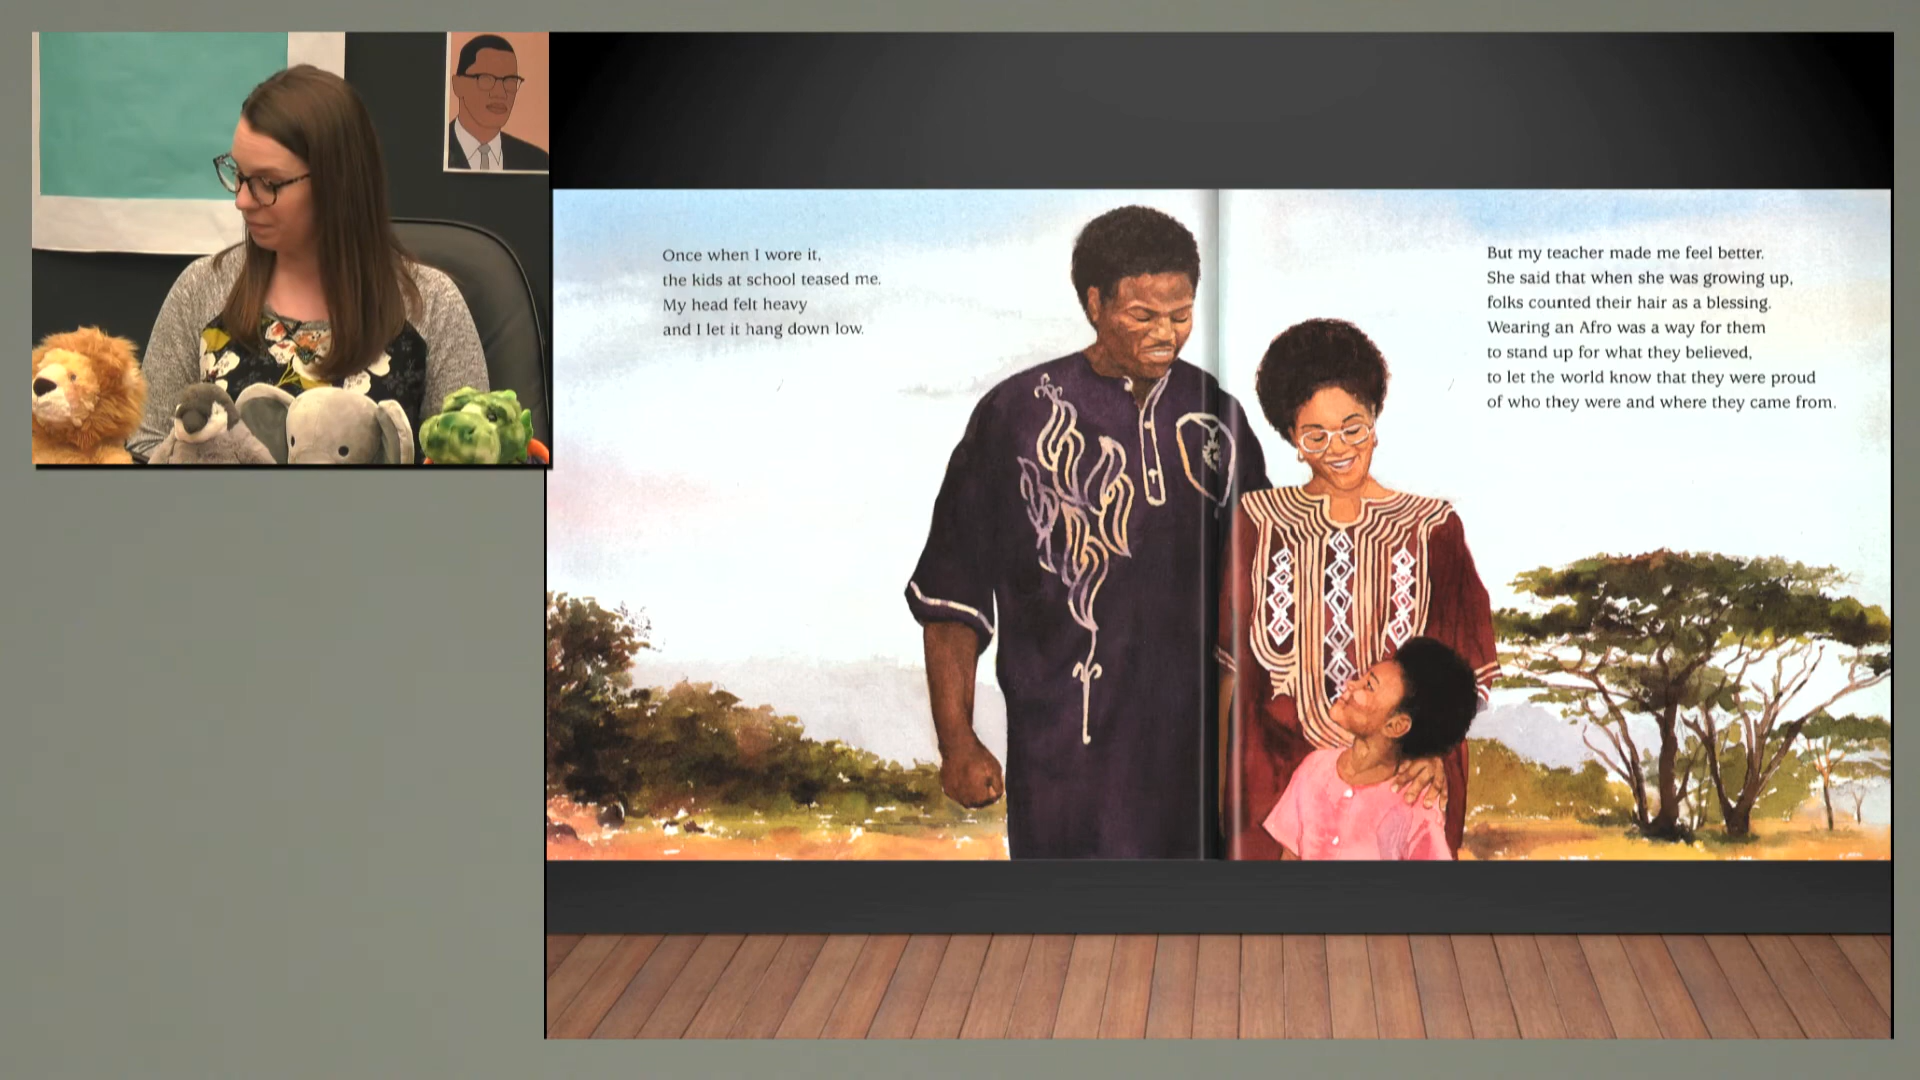 Once when I wore it,
the kids at school teased me.
My head felt heavy
and I let it hang down low.
But my teacher made me feel better.
She said that when she was growing up,
folks counted their hair as a blessing.
Wearing an Afro was a way for them
to stand up for what they believed,
to let the world know that they were proud
of who they were and where they came from.